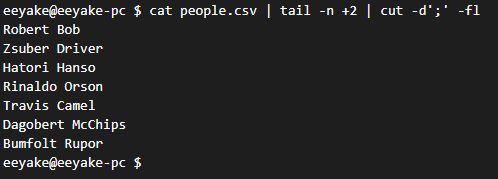 eeyake@eeyake-pc $ cat people.csv | tail -n +2 | cut -d';' -fl
Robert Bob
Zsuber Driver
Hatori Hanso
Rinaldo Orson
Travis Camel
Dagobert McChips
Bumfolt Rupor
eeyake@eeyake-pc $